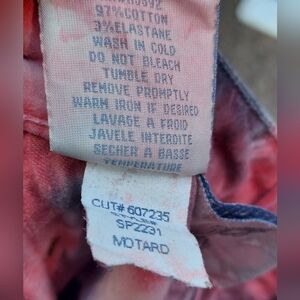 97%COTTON
3%ELASTANE
WASH IN COLD
DO NOT BLEACH
TUMBLE DRY
REMOVE PROMPTLY
WARM IRON IF DESIRED
LAVAGE A FROID
JAVELE INTERDITE
SECHER A BASSE
TEMPERATURE
CUT# 607235
SP2231
MOTARD